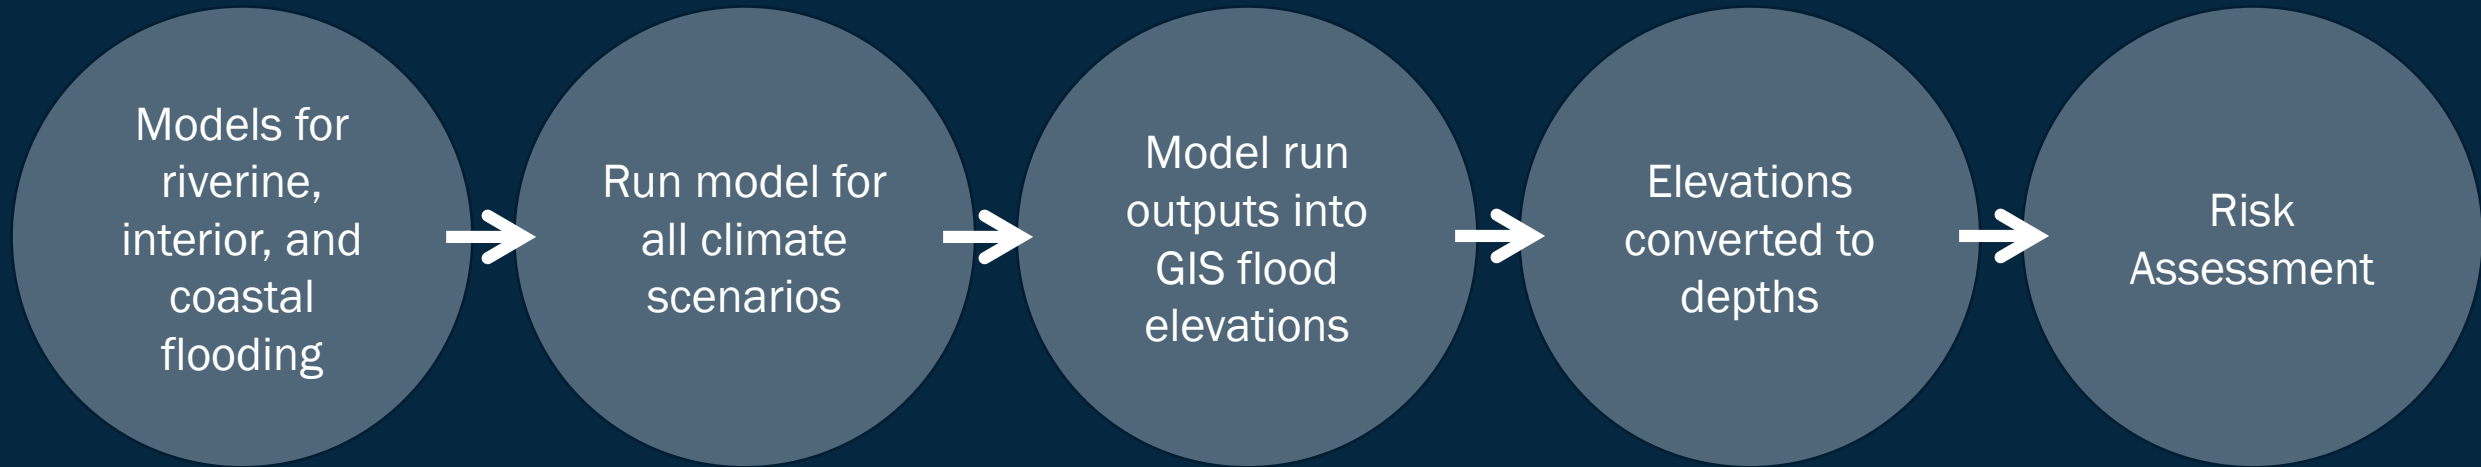 Models for
riverine,
interior, and
coastal
flooding
Run model for
all climate
scenarios
Model run
outputs into
GIS flood
elevations
Elevations
converted to
depths
Risk
Assessment